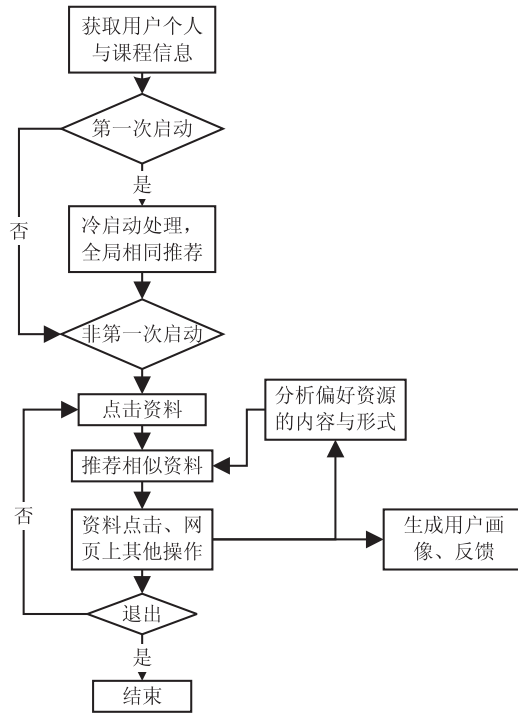 获取用户个人
与课程信息
第一次启动
是
否
冷启动处理，
全局相同推荐
非第一次启动
点击资料
分析偏好资源
的内容与形式
推荐相似资料
否
资料点击、网
页上其他操作
生成用户画
像、反馈
退出
是
结束